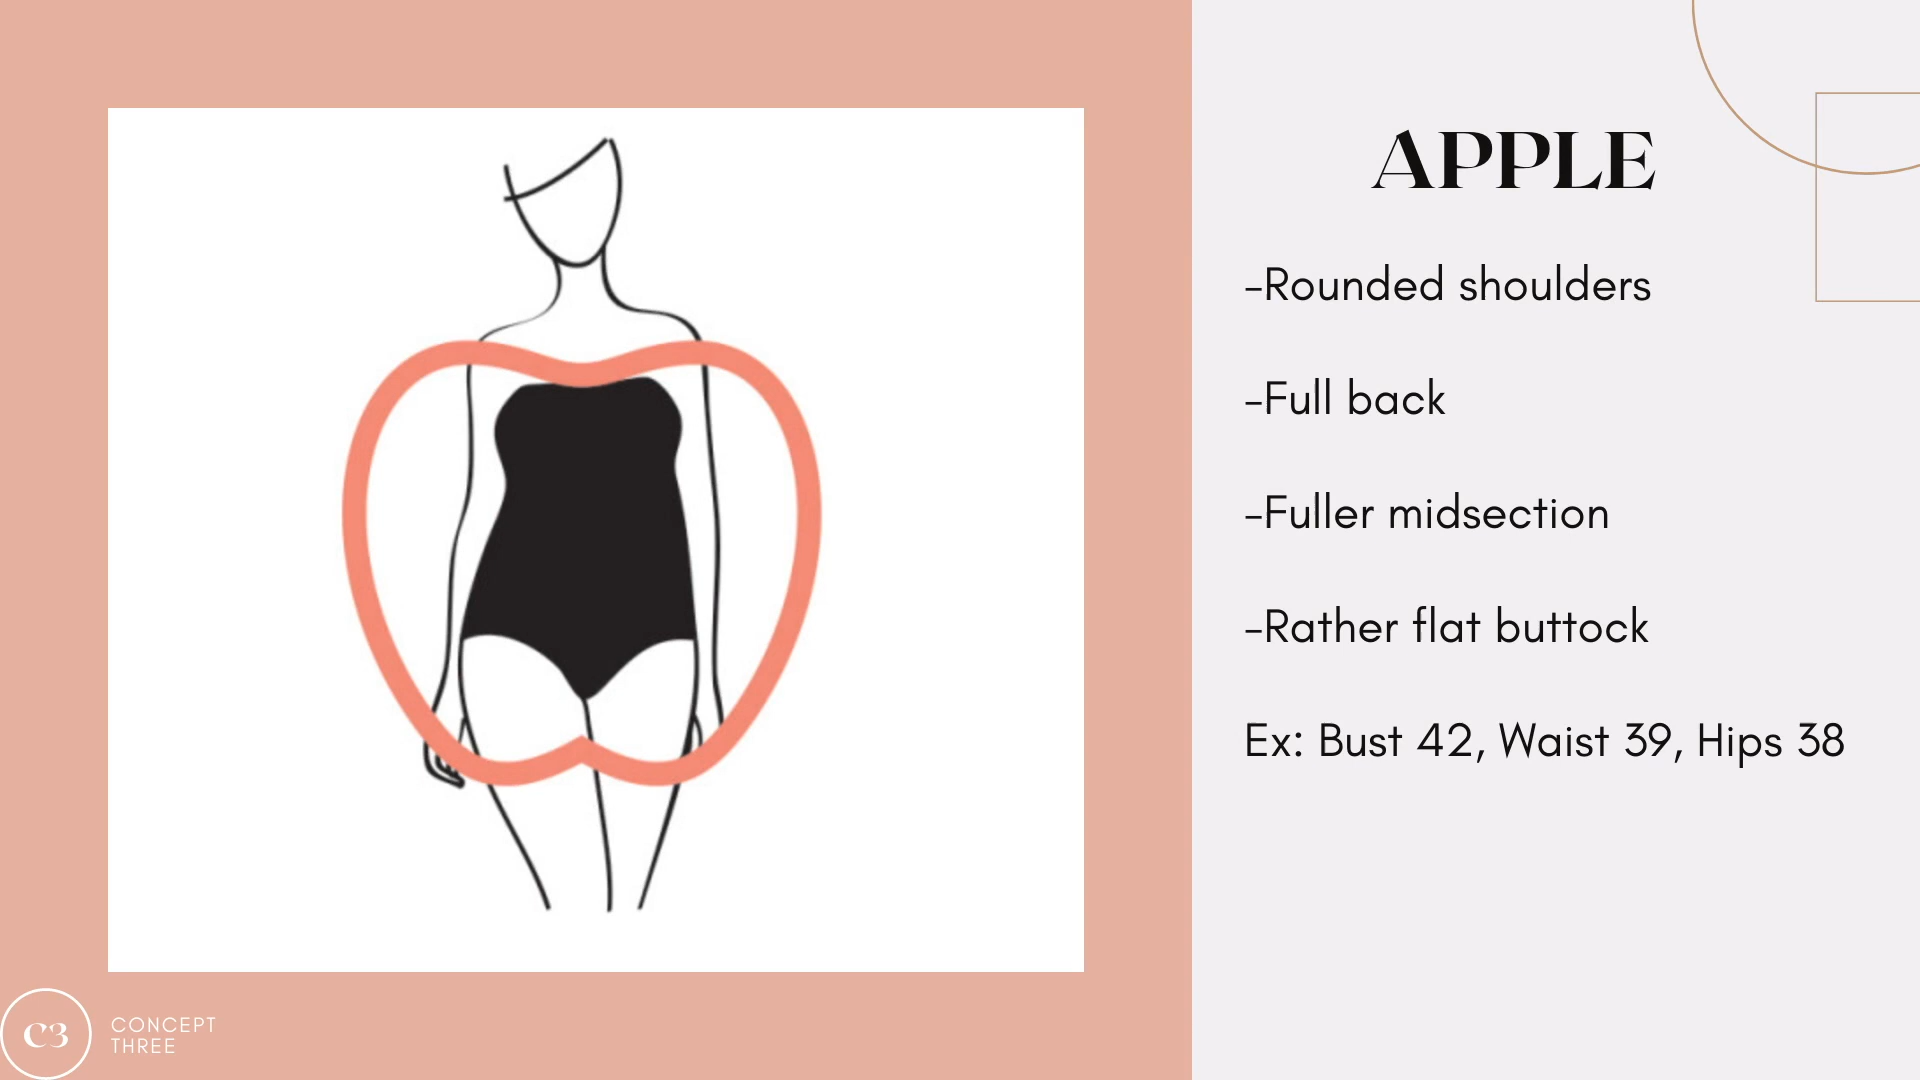 APPLE
-Rounded shoulders
-Full back
-Fuller midsection
-Rather flat buttock
Ex: Bust 42, Waist 39, Hips 38
C3
CONCEPT
THREE